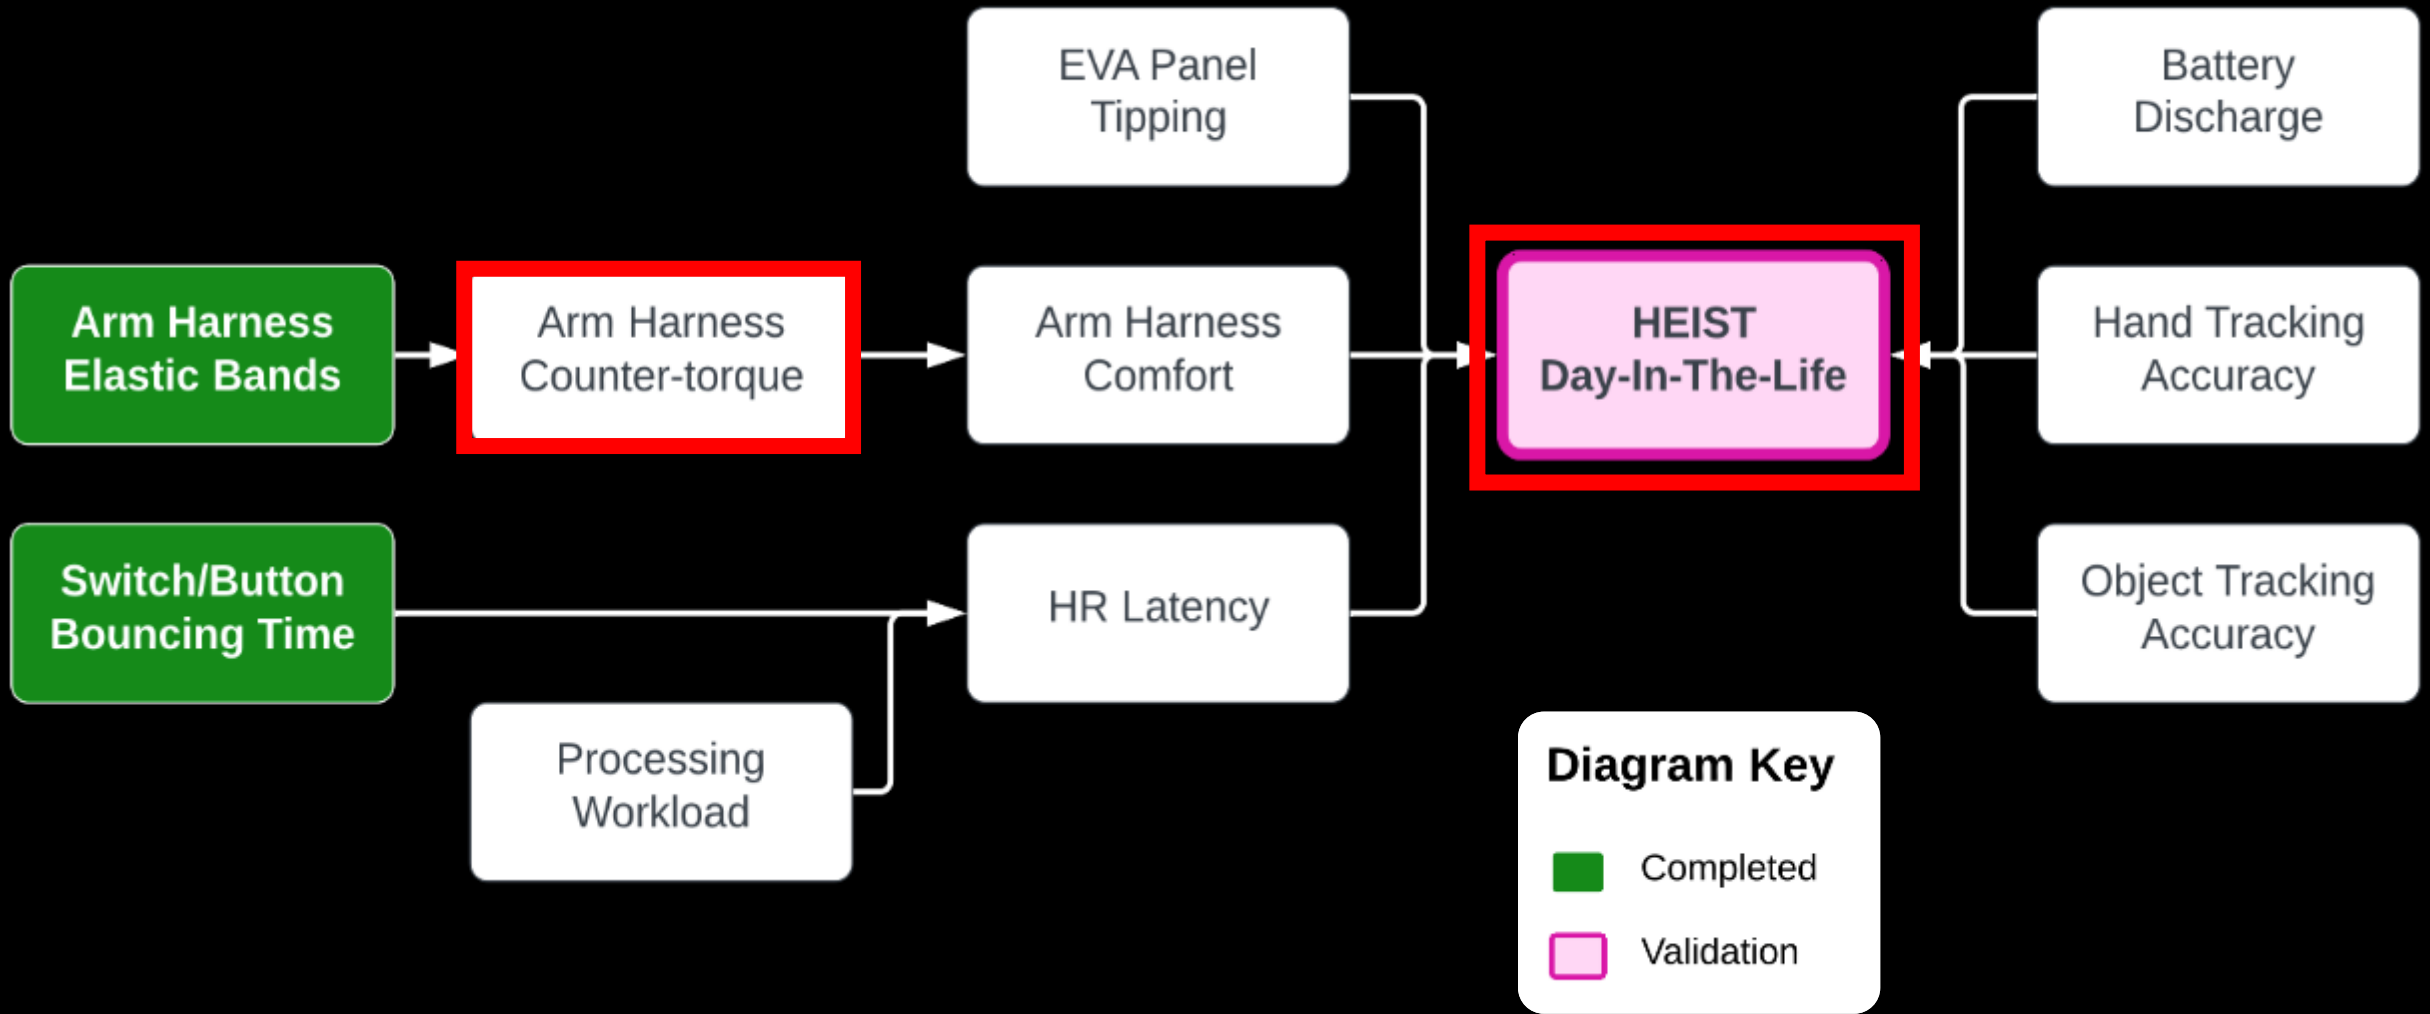 EVA Panel
Tipping
Battery
Discharge
Arm Harness
Elastic Bands
Arm Harness
Counter-torque
Arm Harness
Comfort
HEIST
Day-In-The-Life
Hand Tracking
Accuracy
Switch/Button
Bouncing Time
HR Latency
Object Tracking
Accuracy
Processing
Workload
Diagram Key
Completed
Validation